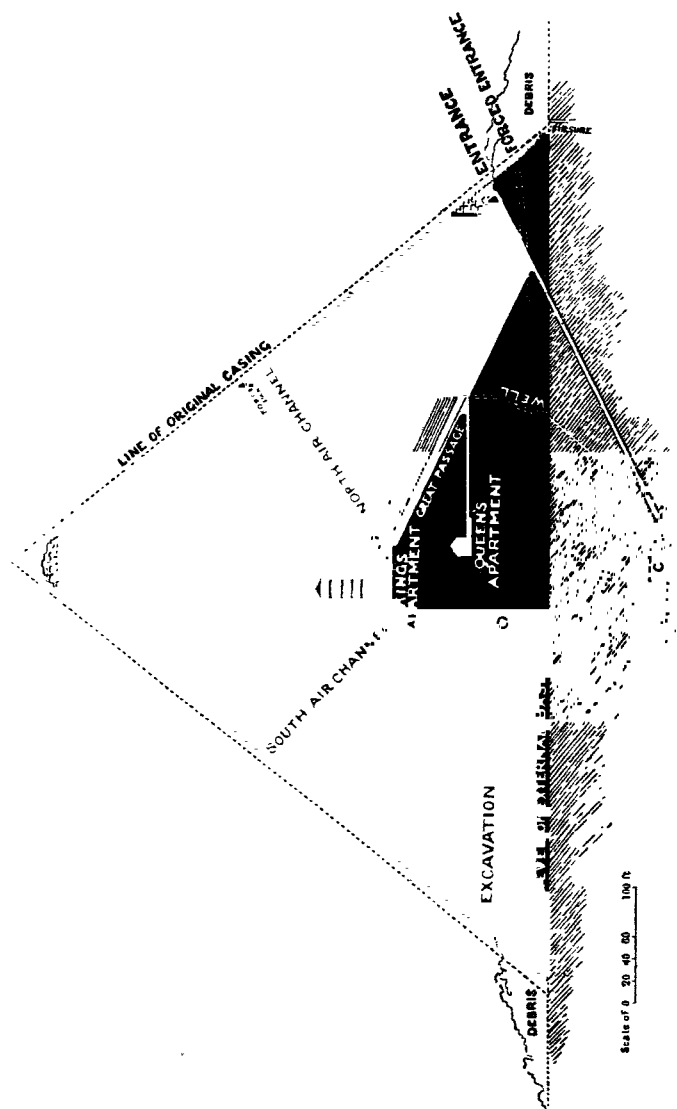 LINE OF ORIGINAL CASING
NORTH AIR CHANNEL
SOUTH AIR CHANNEL
ENTRANCE
FORCED ENTRANCE
DEBRIS
GREAT PASSAGE
WELL
QUEEN'S
APARTMENT
EXCAVATION
DEBRIS
Scale of 0 20 40 60 100 ft